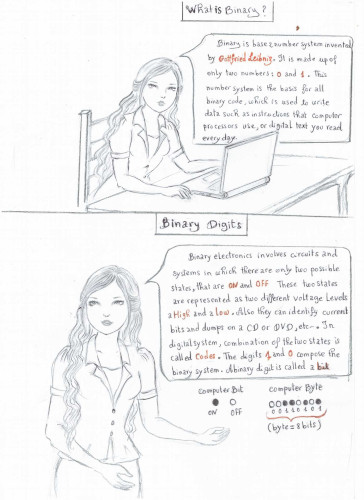 What is Binary?
Binary is base 2 number system invented
by Gottfried Leibniz. It is made up of
only two numbers: 0 and 1. This
number system is the basis for all
binary code, which is used to write
data such as instructions that computer
processors use, or digital text you read
every day.
Binary Digits
Binary electronics involves circuits and
systems in which there are only two possible
states, that are ON and OFF These two states
are represented as two different voltage levels
a High and a low. Also they can identify current
bits and dumps on a CD or DVD, etc-. In
digital system, combination of the two states is
called Codes. The digits 1 and 0 compose the
binary system. A binary digit is called a bit
computer Bit
ON OFF
computer Byte
0 0 1 1 0 1 0 1
(byte = 8 bits)